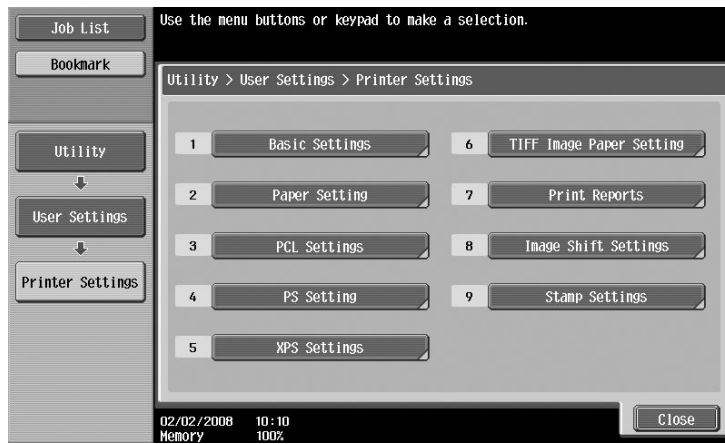 Use the menu buttons or keypad to make a selection.
Job List
Bookmark
Utility
User Settings
Printer Settings
Utility > User Settings > Printer Settings
1 Basic Settings
2 Paper Setting
3 PCL Settings
4 PS Setting
5 XPS Settings
6 TIFF Image Paper Setting
7 Print Reports
8 Image Shift Settings
9 Stamp Settings
02/02/2008 10:10
Memory 100%
Close